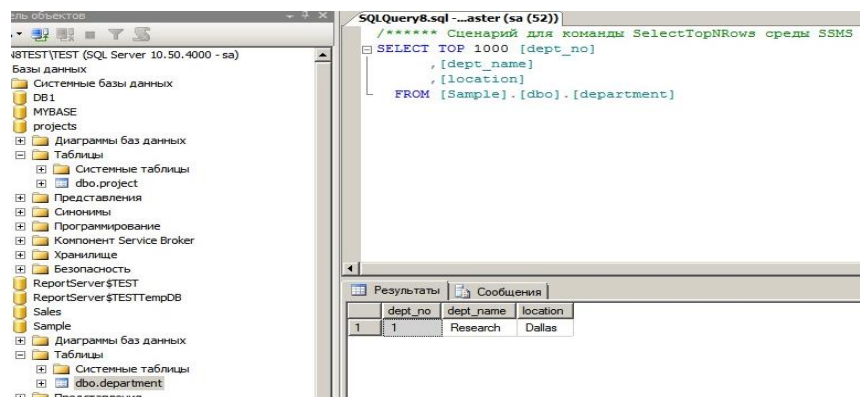 ель объектов
\TEST (SQL Server 10.50.4000 - sa)
Базы данных
Системные базы данных
DB1
MYBASE
projects
Диаграммы баз данных
Таблицы
Системные таблицы
dbo.project
Представления
Синонимы
Программирование
Компонент Service Broker
Хранилище
Безопасность
ReportServer$TEST
ReportServer$TESTTempDB
Sales
Sample
Диаграммы баз данных
Таблицы
Системные таблицы
dbo.department
Представления
SQLQuery8.sql -...aster (sa (52))
/****** Сценарий для команды SelectTopNRows среды SSMS
SELECT TOP 1000 [dept_no]
,[dept_name]
,[location]
FROM [Sample].[dbo].[department]
Результаты Сообщения
dept_no dept_name location
1 1 Research Dallas